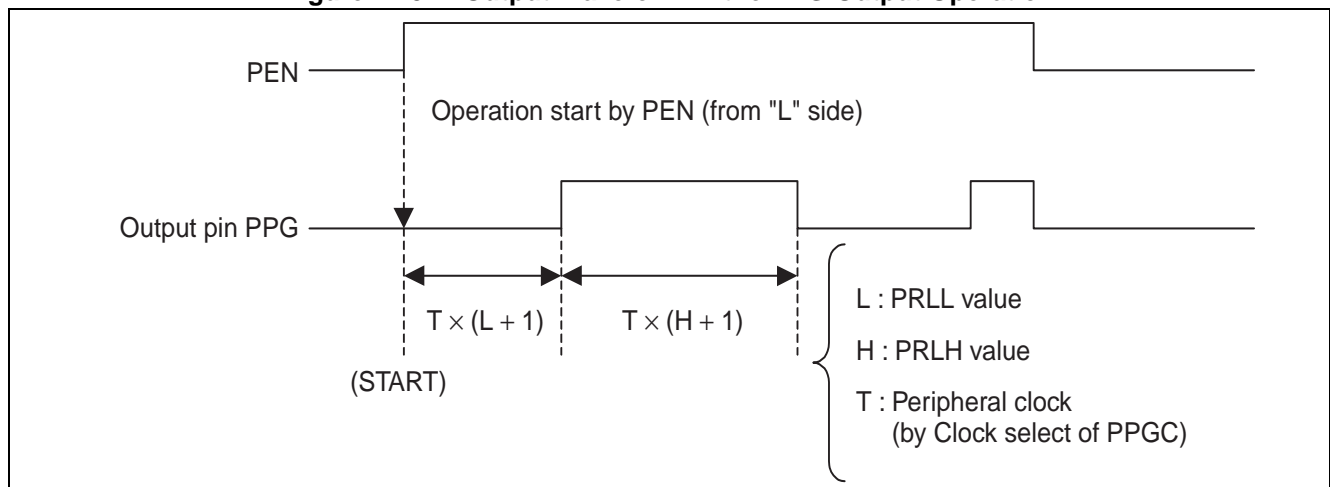 PEN
Operation start by PEN (from "L" side)
Output pin PPG
T × (L + 1)
T × (H + 1)
(START)
L : PRLL value
H : PRLH value
T : Peripheral clock
(by Clock select of PPGC)